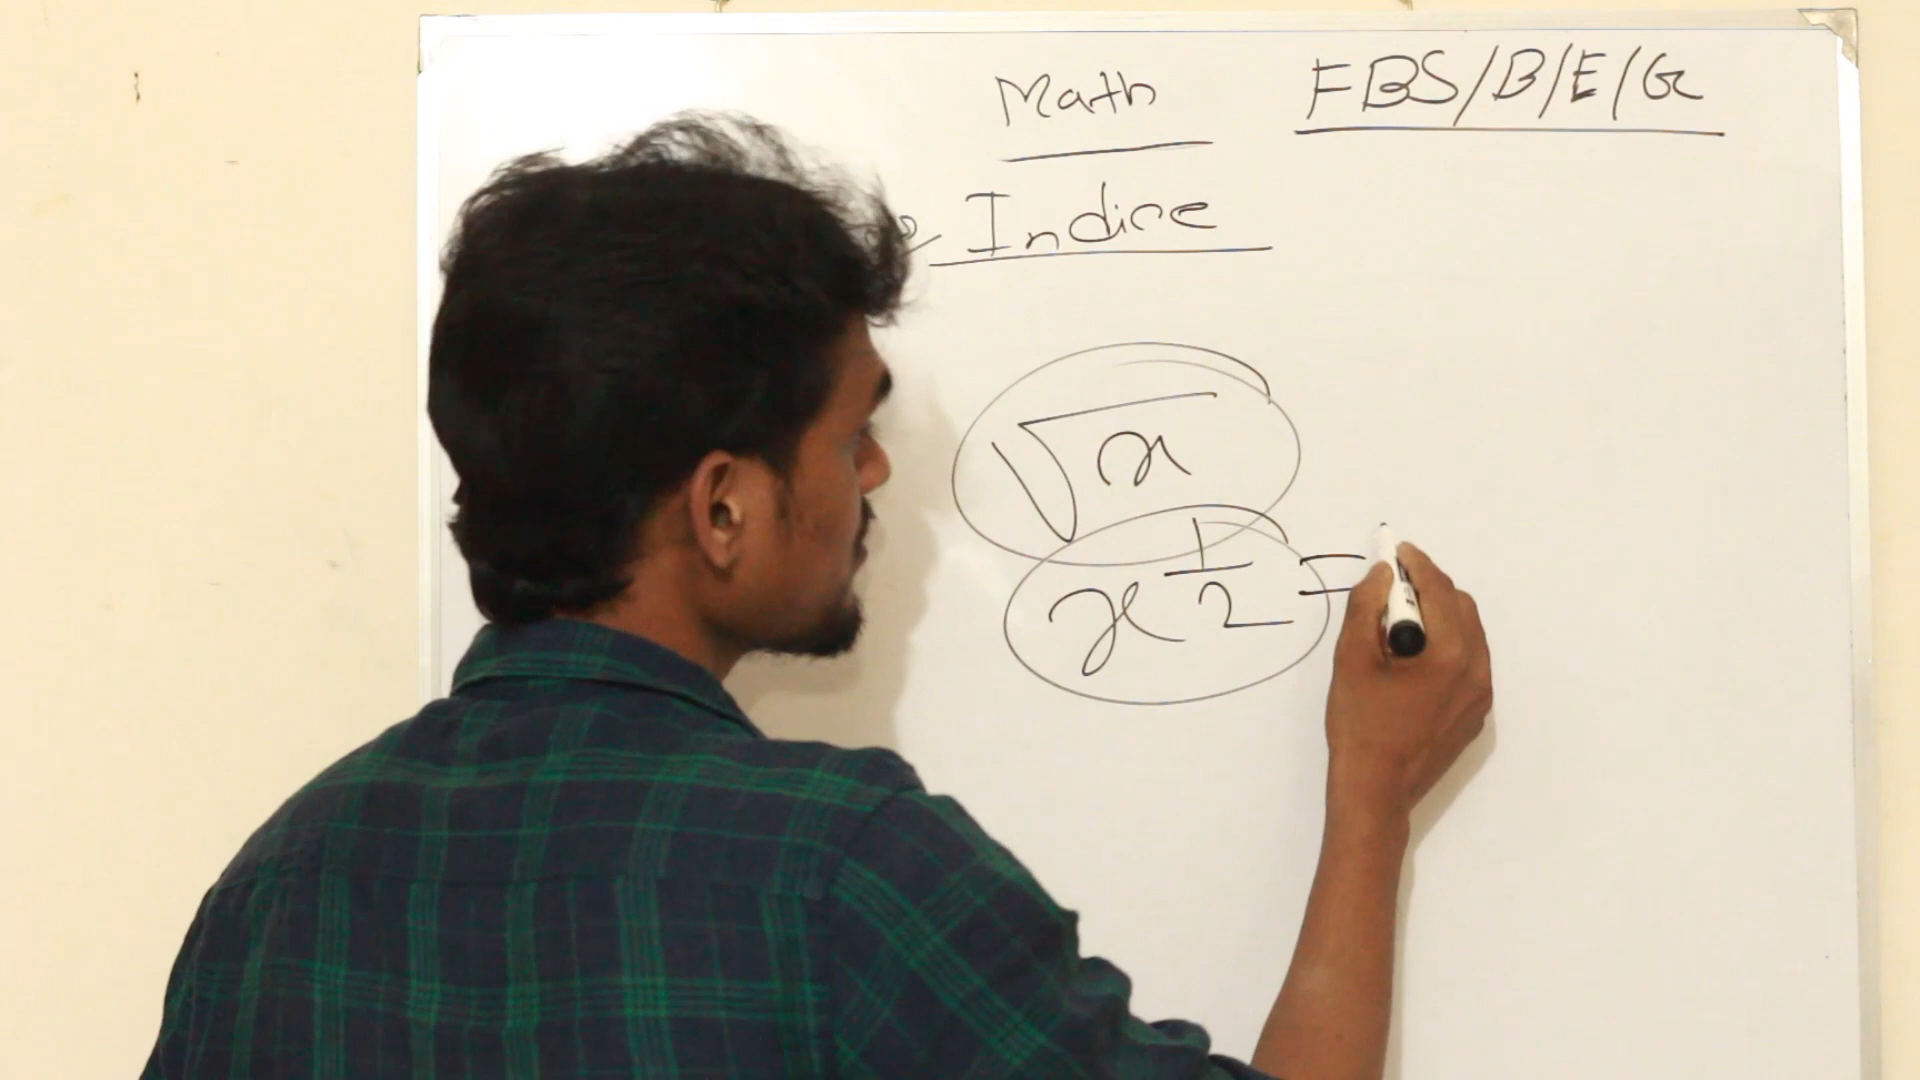 Math FBS/B/E/G
Indice
√x
x^1/2 =